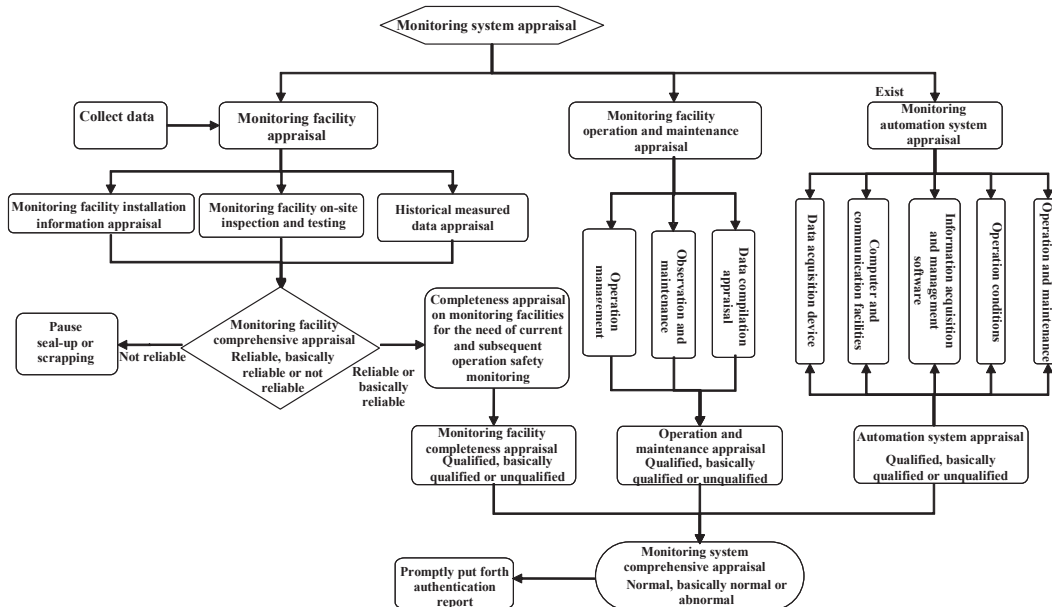 Monitoring system appraisal
Exist
Collect data
Monitoring facility
appraisal
Monitoring facility
operation and maintenance
appraisal
Monitoring
automation system
appraisal
Monitoring facility installation
information appraisal
Monitoring facility on-site
inspection and testing
Historical measured
data appraisal
Operation
management
Observation and
maintenance
Data compilation
appraisal
Data acquisition device
Computer and
communication facilities
Information acquisition
and management
software
Operation conditions
Operation and maintenance
Pause
seal-up or
scrapping
Not reliable
Monitoring facility
comprehensive appraisal
Reliable, basically
reliable or not
reliable
Reliable or
basically
reliable
Completeness appraisal
on monitoring facilities
for the need of current
and subsequent
operation safety
monitoring
Monitoring facility
completeness appraisal
Qualified, basically
qualified or unqualified
Operation and
maintenance appraisal
Qualified, basically
qualified or unqualified
Automation system appraisal
Qualified, basically
qualified or unqualified
Monitoring system
comprehensive appraisal
Normal, basically normal or
abnormal
Promptly put forth
authentication
report